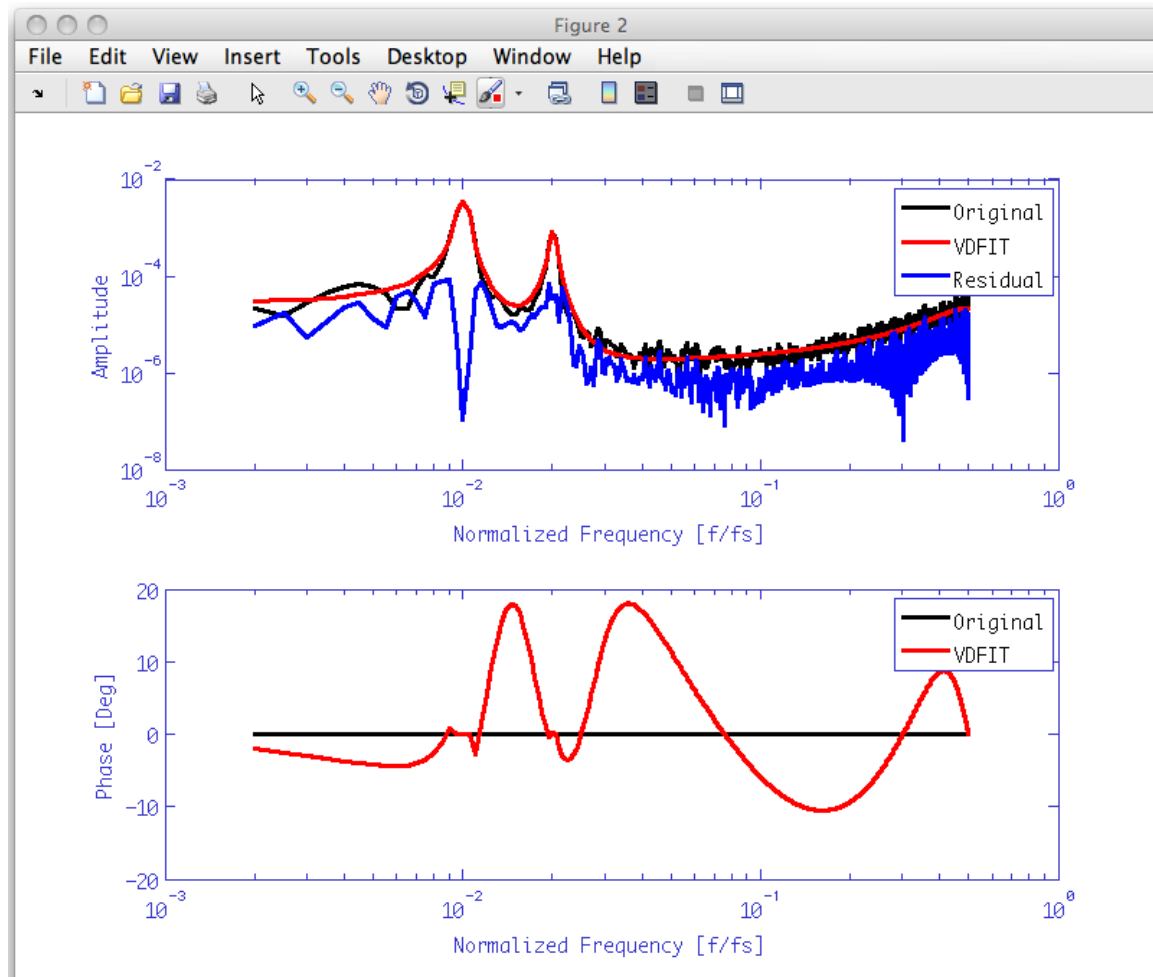 Figure 2
File Edit View Insert Tools Desktop Window Help
10^-2
10^-4
10^-6
10^-8
Amplitude
Original
VDFIT
Residual
10^-3 10^-2 10^-1 10^0
Normalized Frequency [f/fs]
20
10
0
-10
-20
Phase [Deg]
Original
VDFIT
10^-3 10^-2 10^-1 10^0
Normalized Frequency [f/fs]